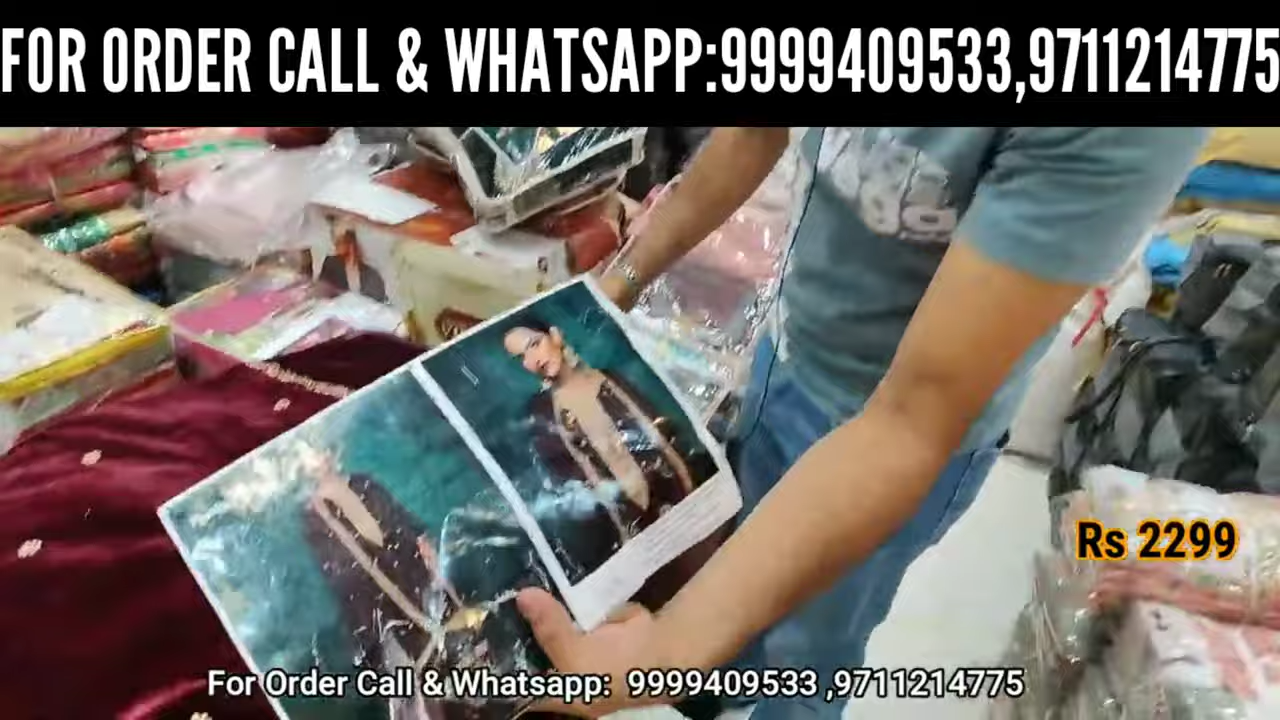 FOR ORDER CALL & WHATSAPP:9999409533,9711214775
Rs 2299
For Order Call & Whatsapp: 9999409533 ,9711214775